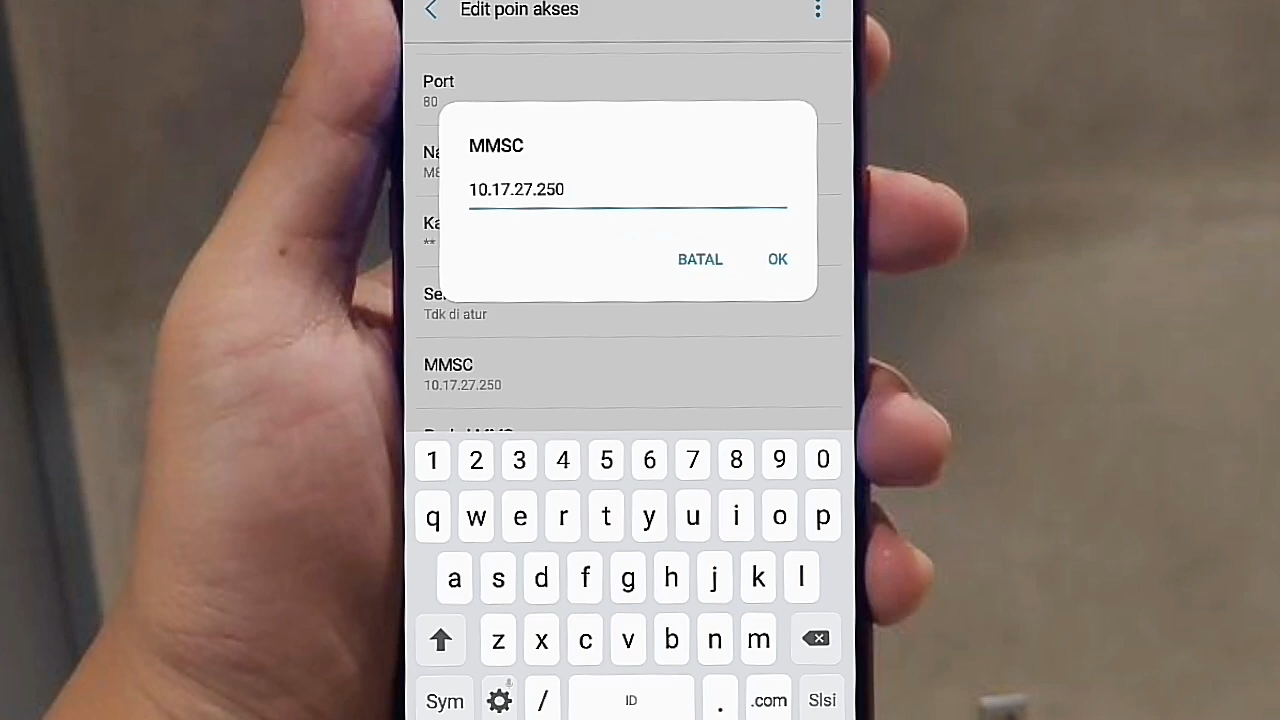 Edit poin akses
Port
80
MMSC
10.17.27.250
BATAL OK
Tdk di atur
MMSC
10.17.27.250
1 2 3 4 5 6 7 8 9 0
q w e r t y u i o p
a s d f g h j k l
z x c v b n m
Sym / ID . .com Slsi